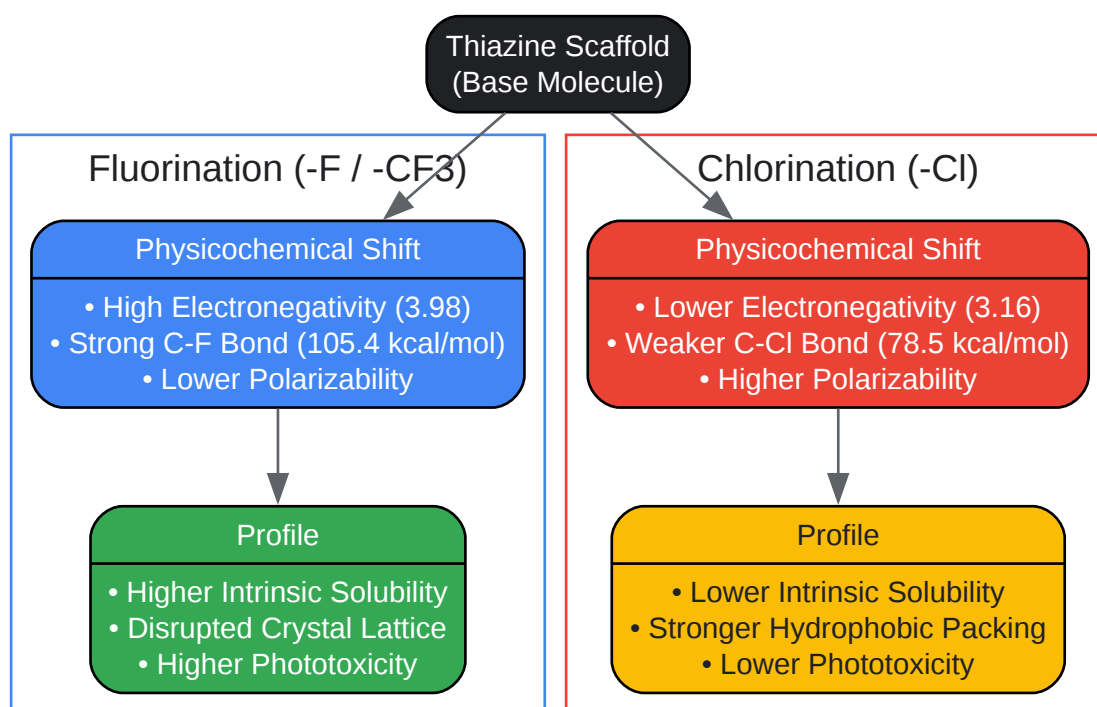 Thiazine Scaffold
(Base Molecule)
Fluorination (-F / -CF3)
Physicochemical Shift
• High Electronegativity (3.98)
• Strong C-F Bond (105.4 kcal/mol)
• Lower Polarizability
Profile
• Higher Intrinsic Solubility
• Disrupted Crystal Lattice
• Higher Phototoxicity
Chlorination (-Cl)
Physicochemical Shift
• Lower Electronegativity (3.16)
• Weaker C-Cl Bond (78.5 kcal/mol)
• Higher Polarizability
Profile
• Lower Intrinsic Solubility
• Stronger Hydrophobic Packing
• Lower Phototoxicity